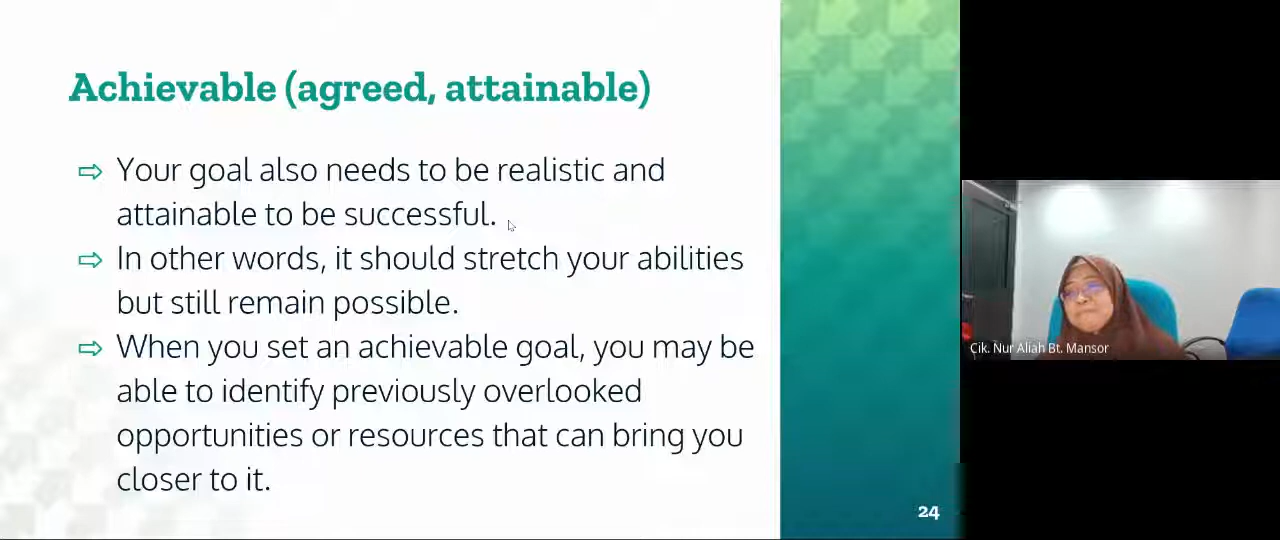 Achievable (agreed, attainable)
⇨ Your goal also needs to be realistic and
attainable to be successful.
⇨ In other words, it should stretch your abilities
but still remain possible.
⇨ When you set an achievable goal, you may be
able to identify previously overlooked
opportunities or resources that can bring you
closer to it.
24
Cik. Nur Aliah Bt. Mansor